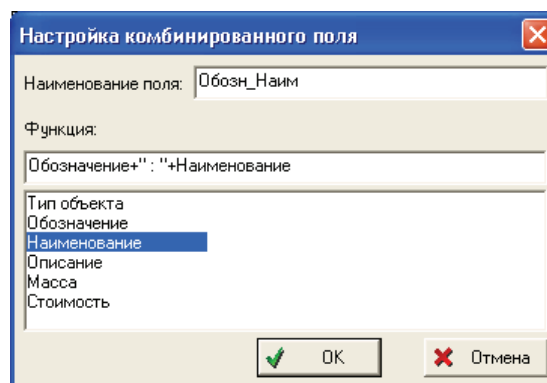 Настройка комбинированного поля
Наименование поля: Обозн_Наим
Функция:
Обозначение+" : "+Наименование
Тип объекта
Обозначение
Наименование
Описание
Масса
Стоимость
OK Отмена